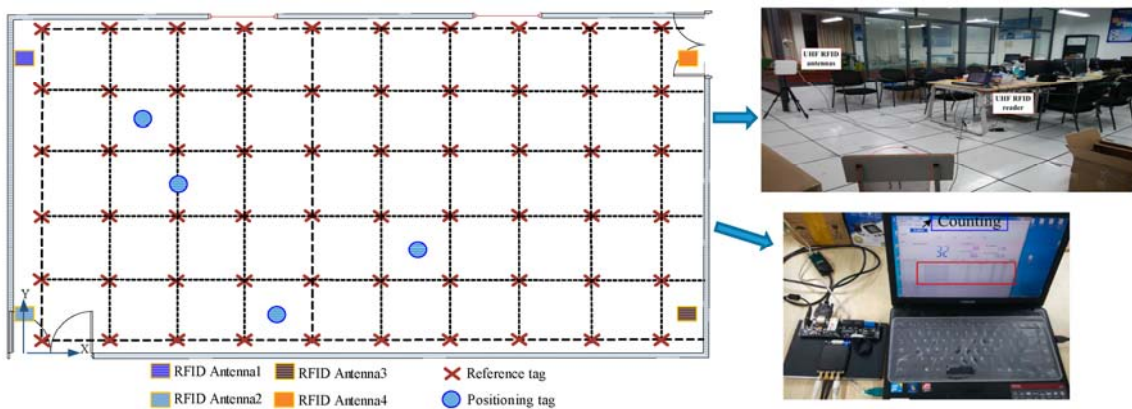 UHF RFID
antennas
UHF RFID
reader
Counting
32
Y
X
RFID Antenna1
RFID Antenna3
Reference tag
RFID Antenna2
RFID Antenna4
Positioning tag